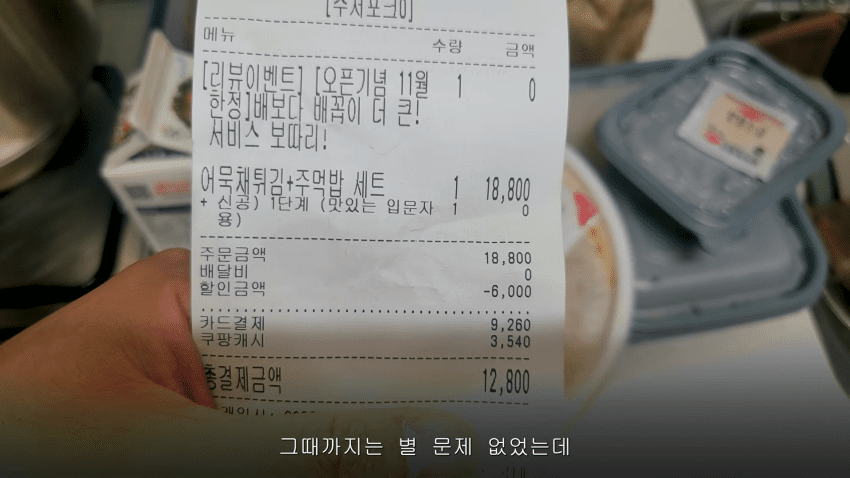 메뉴 수량 금액
[리뷰이벤트] [오픈기념 11월 1 0
한정]배보다 배꼽이 더 큰!
서비스 보따리!
어묵채튀김+주먹밥 세트 1 18,800
+ 신공) 1단계 (맛있는 입문자 1 0
용)
주문금액 18,800
배달비 0
할인금액 -6,000
카드결제 9,260
쿠팡캐시 3,540
총결제금액 12,800
그때까지는 별 문제 없었는데